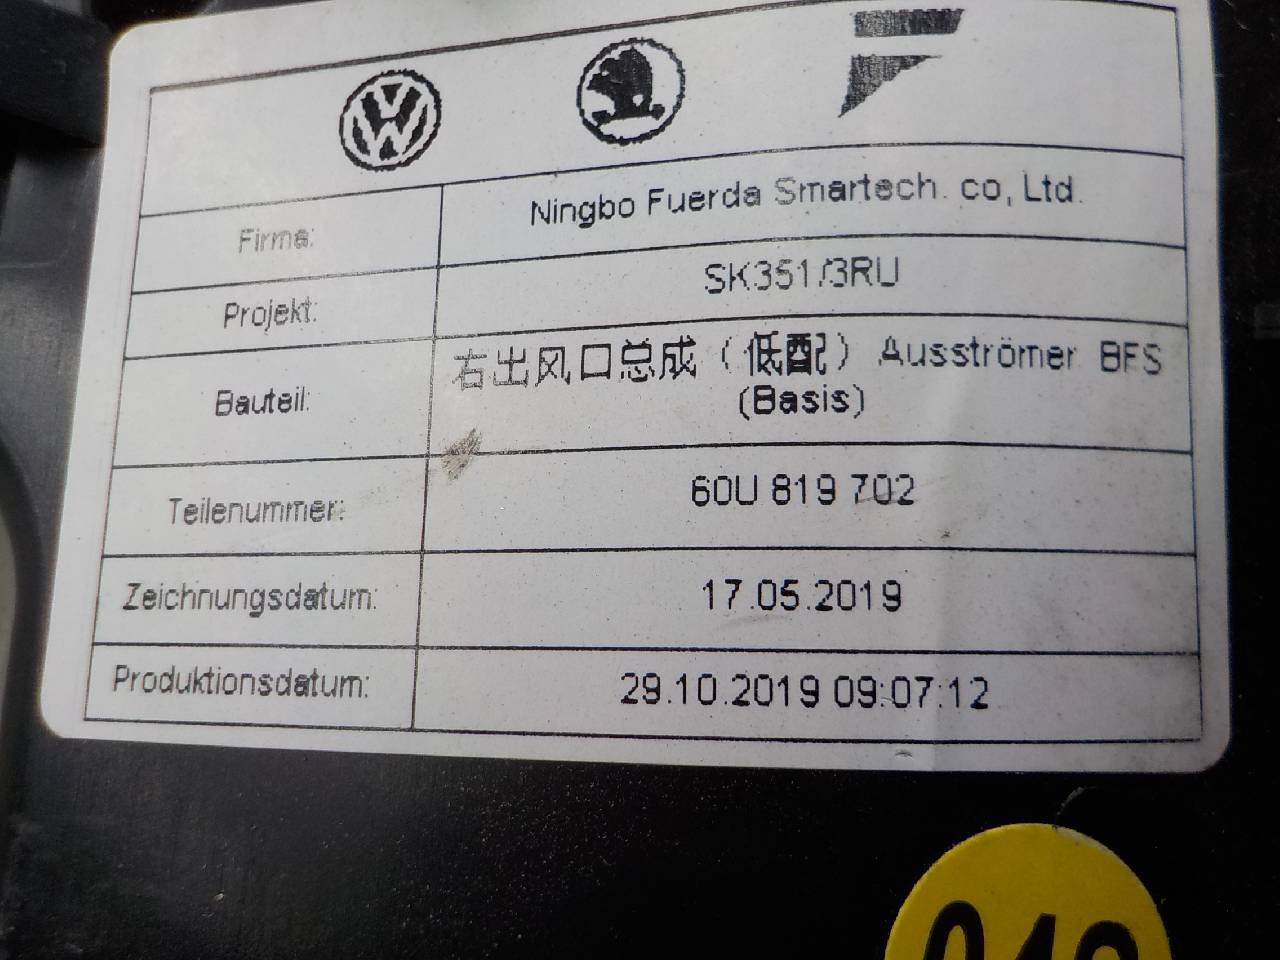 Firma: Ningbo Fuerda Smartech. co, Ltd.
Projekt: SK351/3RU
Bauteil: 右出风口总成（低配）Ausströmer BFS
(Basis)
Teilenummer: 60U 819 702
Zeichnungsdatum: 17.05.2019
Produktionsdatum: 29.10.2019 09:07:12